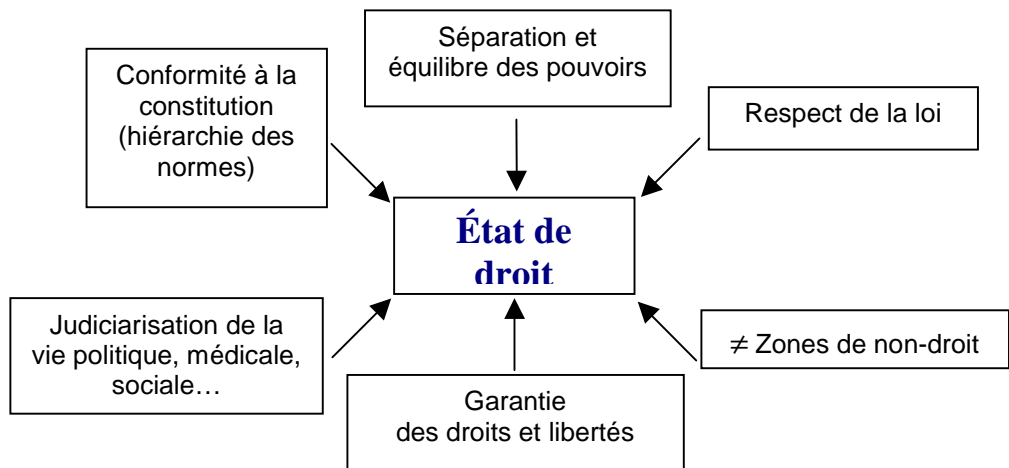 Séparation et
équilibre des pouvoirs
Conformité à la
constitution
(hiérarchie des
normes)
Respect de la loi
État de
droit
Judiciarisation de la
vie politique, médicale,
sociale…
≠ Zones de non-droit
Garantie
des droits et libertés